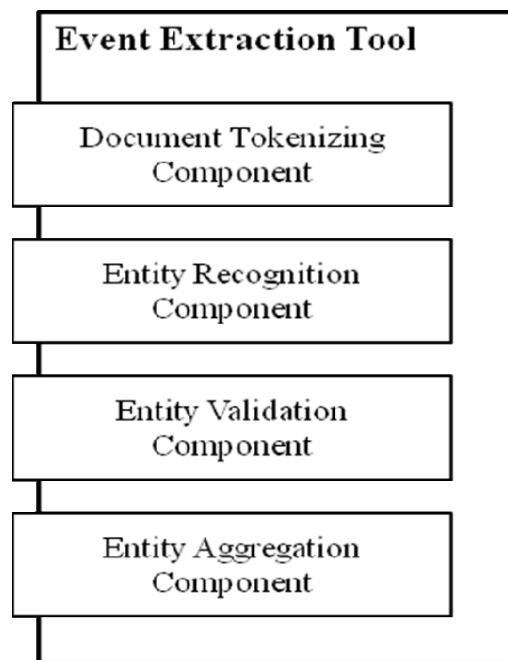 Event Extraction Tool
Document Tokenizing
Component
Entity Recognition
Component
Entity Validation
Component
Entity Aggregation
Component